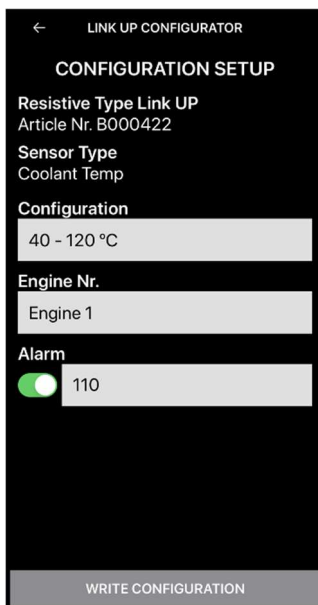 ← LINK UP CONFIGURATOR
CONFIGURATION SETUP
Resistive Type Link UP
Article Nr. B000422
Sensor Type
Coolant Temp
Configuration
40 - 120 ºC
Engine Nr.
Engine 1
Alarm
110
WRITE CONFIGURATION